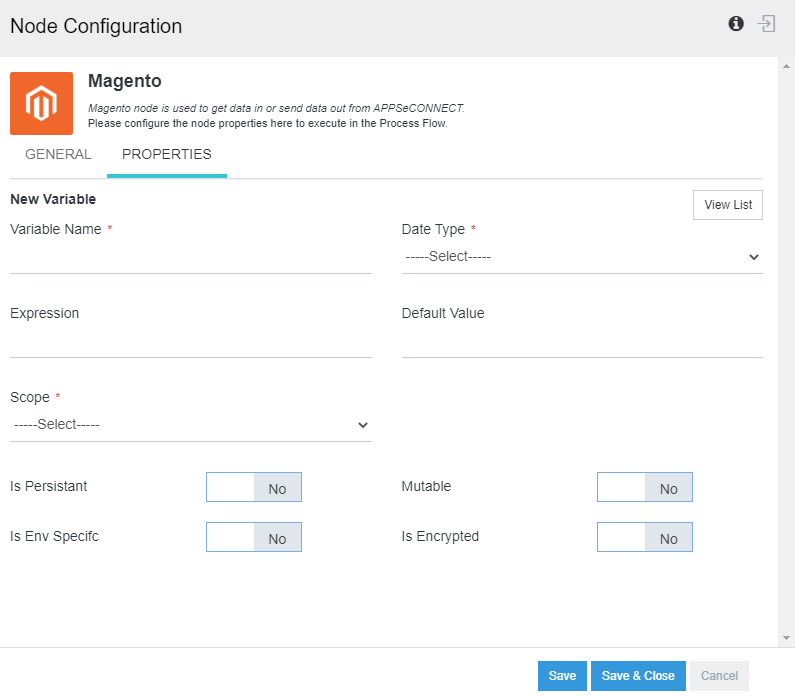 Node Configuration
Magento
Magento node is used to get data in or send data out from APPSeCONNECT.
Please configure the node properties here to execute in the Process Flow.
GENERAL PROPERTIES
New Variable
View List
Variable Name * Date Type *
-----Select-----
Expression Default Value
Scope *
-----Select-----
Is Persistant No Mutable No
Is Env Specifc No Is Encrypted No
Save Save & Close Cancel